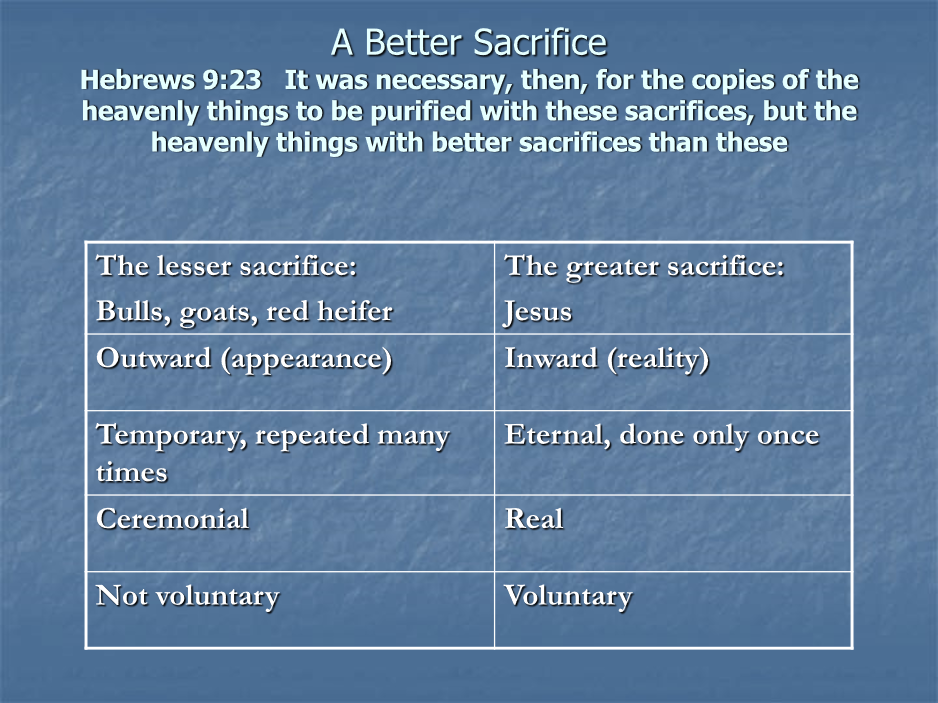 A Better Sacrifice
Hebrews 9:23   It was necessary, then, for the copies of the
heavenly things to be purified with these sacrifices, but the
heavenly things with better sacrifices than these
The lesser sacrifice:
Bulls, goats, red heifer
The greater sacrifice:
Jesus
Outward (appearance)
Inward (reality)
Temporary, repeated many
times
Eternal, done only once
Ceremonial
Real
Not voluntary
Voluntary